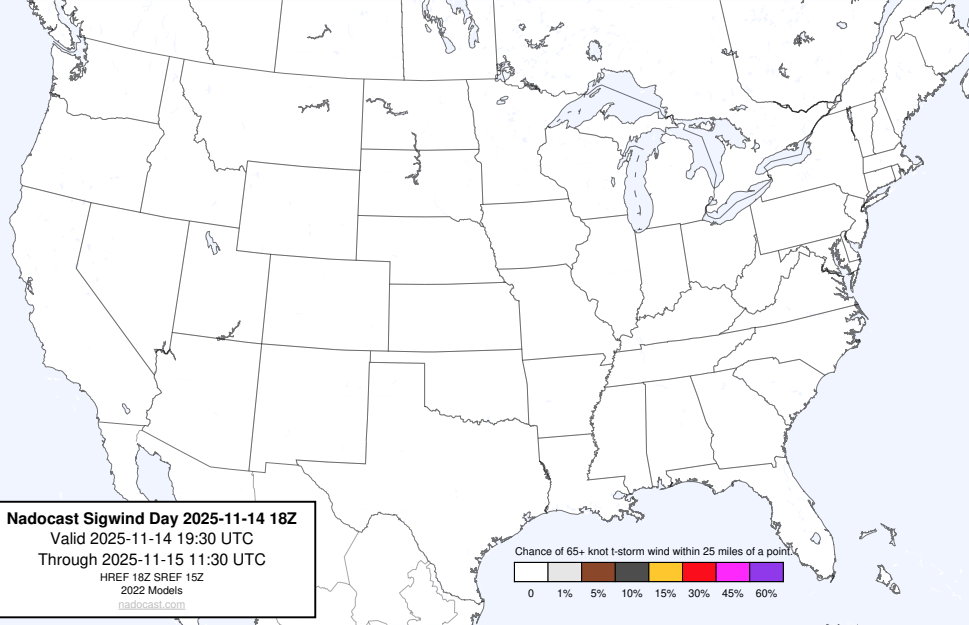 Nadocast Sigwind Day 2025-11-14 18Z
Valid 2025-11-14 19:30 UTC
Through 2025-11-15 11:30 UTC
HREF 18Z SREF 15Z
2022 Models
nadocast.com
Chance of 65+ knot t-storm wind within 25 miles of a point.
0 1% 5% 10% 15% 30% 45% 60%